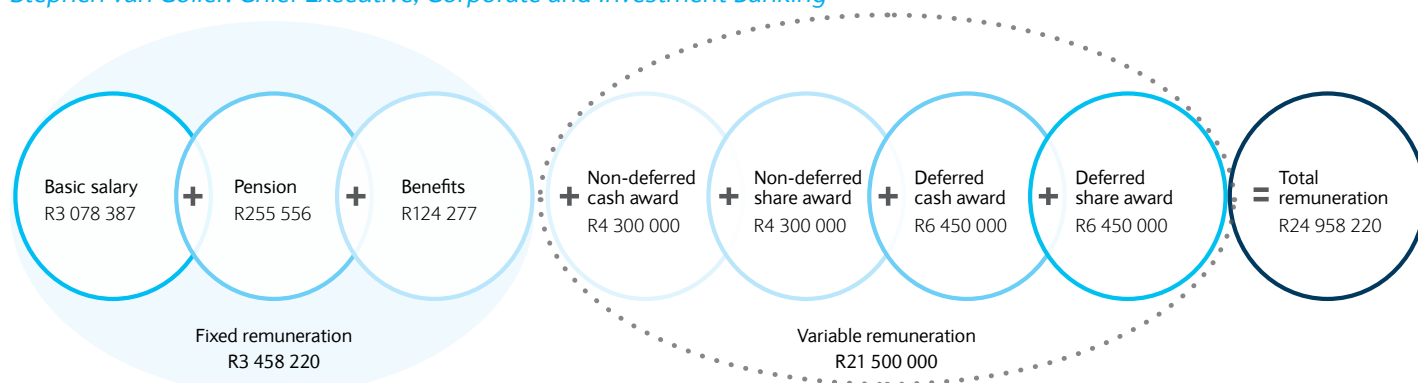 Stephen van Coller: Chief Executive, Corporate and Investment Banking
Basic salary
R3 078 387
+
Pension
R255 556
+
Benefits
R124 277
+
Non-deferred
cash award
R4 300 000
+
Non-deferred
share award
R4 300 000
+
Deferred
cash award
R6 450 000
+
Deferred
share award
R6 450 000
=
Total
remuneration
R24 958 220
Fixed remuneration
R3 458 220
Variable remuneration
R21 500 000